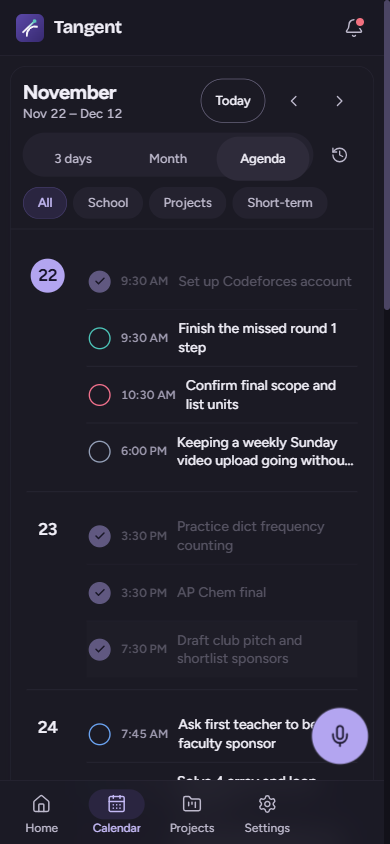 Tangent
November
Nov 22 – Dec 12
Today
3 days
Month
Agenda
All
School
Projects
Short-term
22
9:30 AM Set up Codeforces account
9:30 AM Finish the missed round 1
step
10:30 AM Confirm final scope and
list units
6:00 PM Keeping a weekly Sunday
video upload going withou...
23
3:30 PM Practice dict frequency
counting
3:30 PM AP Chem final
7:30 PM Draft club pitch and
shortlist sponsors
24
7:45 AM Ask first teacher to be
faculty sponsor
Home
Calendar
Projects
Settings